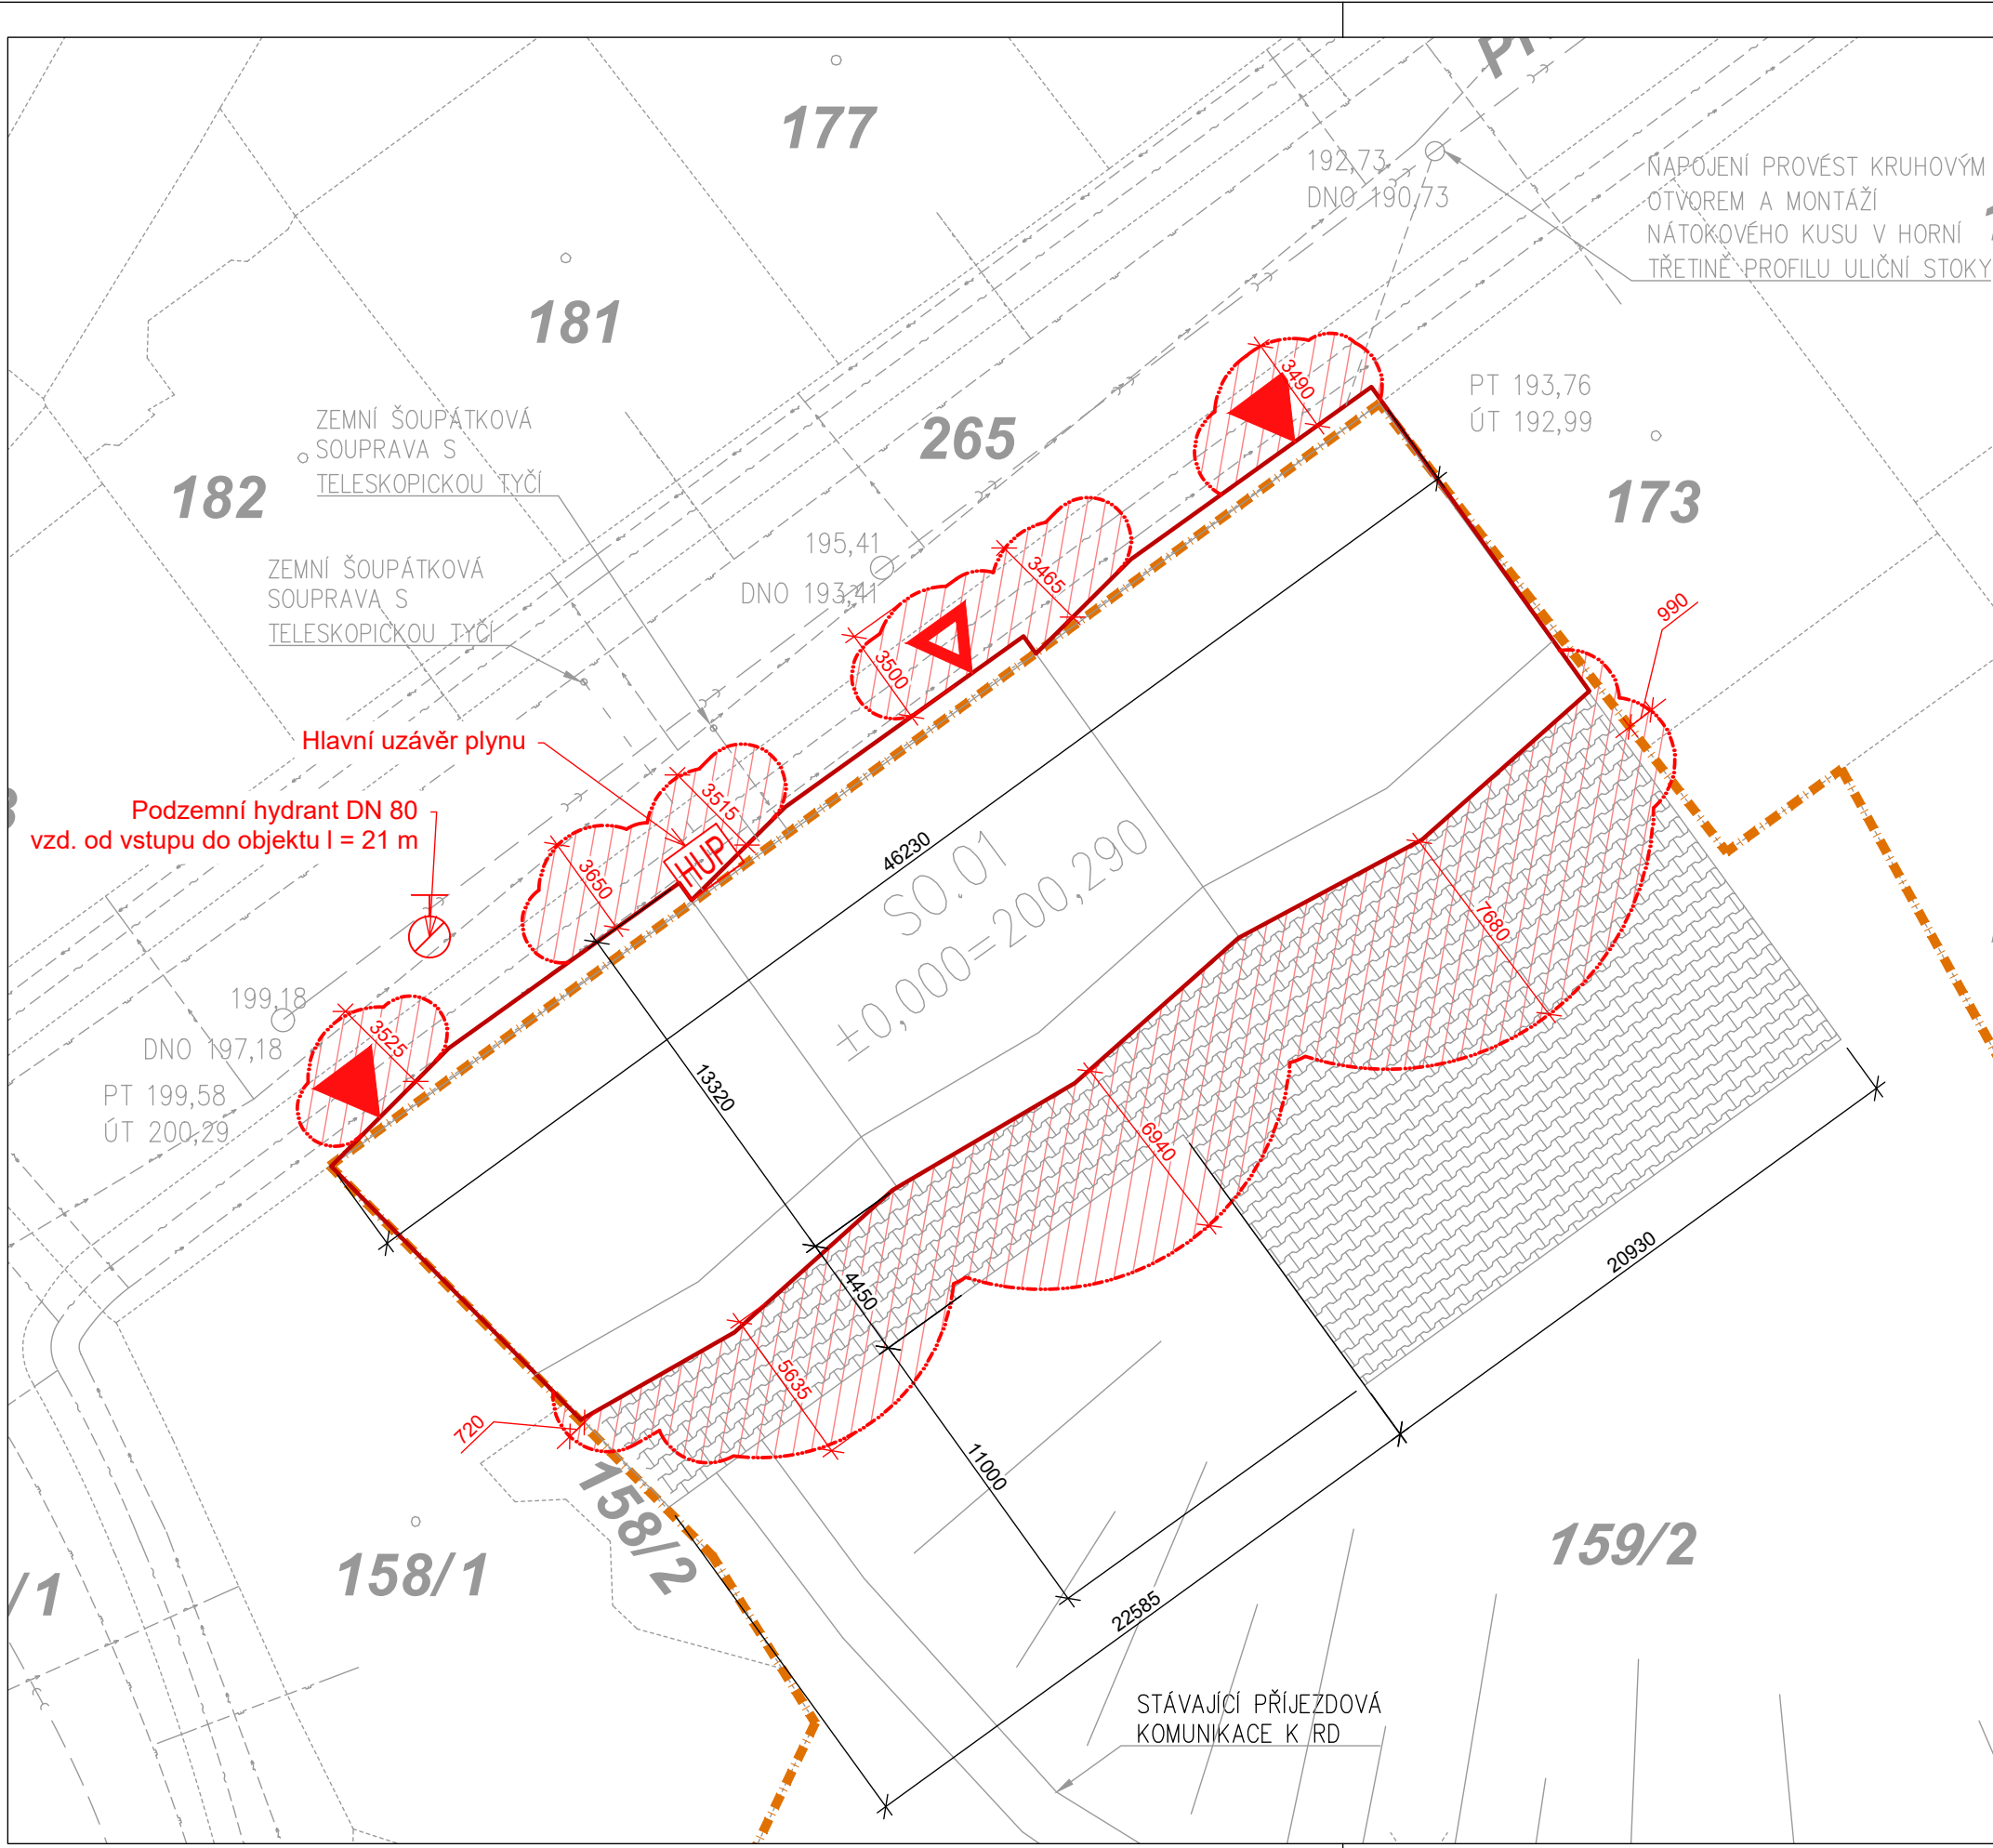 177
192,73
DNO 190,73
NAPOJENÍ PROVÉST KRUHOVÝM
OTVOREM A MONTÁŽÍ
NÁTOKOVÉHO KUSU V HORNÍ
TŘETINĚ PROFILU ULIČNÍ STOKY
181
3490
PT 193,76
ÚT 192,99
ZEMNÍ ŠOUPÁTKOVÁ
SOUPRAVA S
TELESKOPICKOU TYČÍ
265
182
173
195,41
DNO 193,41
3465
ZEMNÍ ŠOUPÁTKOVÁ
SOUPRAVA S
TELESKOPICKOU TYČÍ
990
3500
Hlavní uzávěr plynu
Podzemní hydrant DN 80
vzd. od vstupu do objektu l = 21 m
3515
HUP
3650
46230
SO 01
±0,000=200,290
7680
199,18
DNO 197,18
3525
PT 199,58
ÚT 200,29
13320
6940
20930
4450
5635
720
11000
158/2
158/1
159/2
/1
22585
STÁVAJÍCÍ PŘÍJEZDOVÁ
KOMUNIKACE K RD